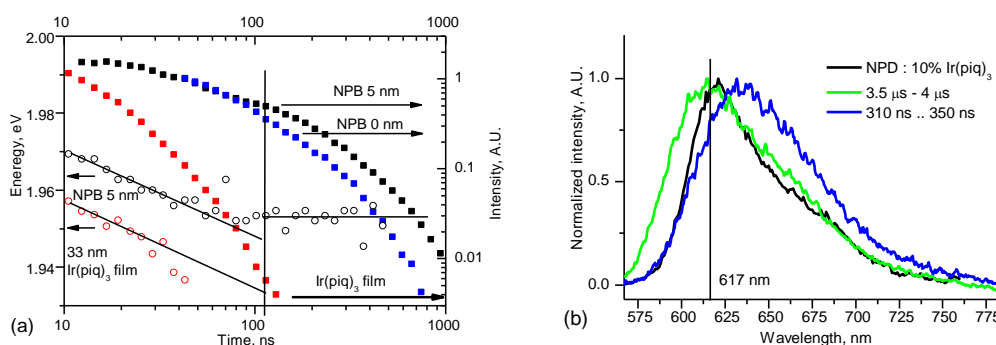 10 100 1000
2.00
1.98
1.96
1.94
Eneregy, eV
NPB 5 nm
NPB 0 nm
NPB 5 nm
33 nm
Ir(piq)3 film
Ir(piq)3 film
1
0.1
0.01
Intensity, A.U.
10 100 1000
Time, ns
(a)
1.0
0.5
0.0
Normalized intensity, A.U.
NPD : 10% Ir(piq)3
3.5 μs - 4 μs
310 ns .. 350 ns
617 nm
575 600 625 650 675 700 725 750 775
Wavelength, nm
(b)